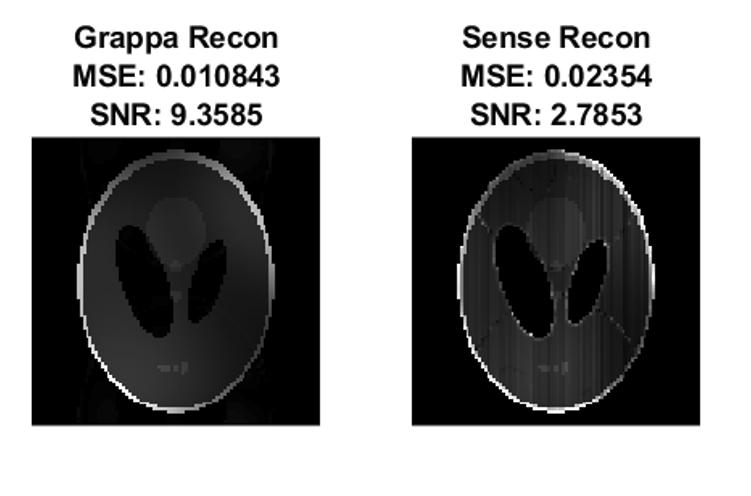 Grappa Recon
MSE: 0.010843
SNR: 9.3585
Sense Recon
MSE: 0.02354
SNR: 2.7853